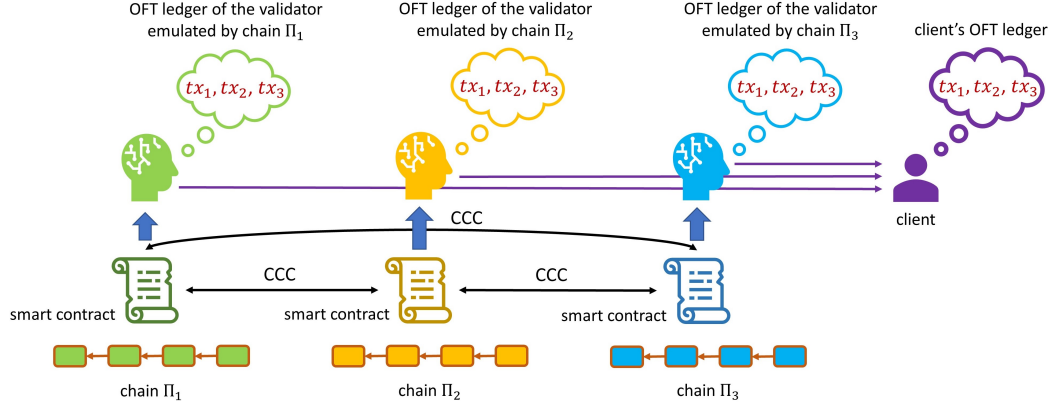 OFT ledger of the validator
emulated by chain Π₁
OFT ledger of the validator
emulated by chain Π₂
OFT ledger of the validator
emulated by chain Π₃
client's OFT ledger
tx₁, tx₂, tx₃
tx₁, tx₂, tx₃
tx₁, tx₂, tx₃
tx₁, tx₂, tx₃
client
CCC
CCC
CCC
smart contract
smart contract
smart contract
chain Π₁
chain Π₂
chain Π₃